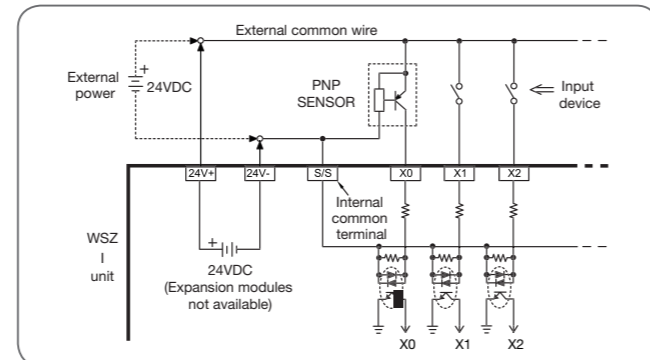 External common wire
External
power
+
24VDC
PNP
SENSOR
Input
device
24V+
24V-
S/S
X0
X1
X2
Internal
common
terminal
WSZ
I
unit
+
24VDC
(Expansion modules
not available)
X0
X1
X2